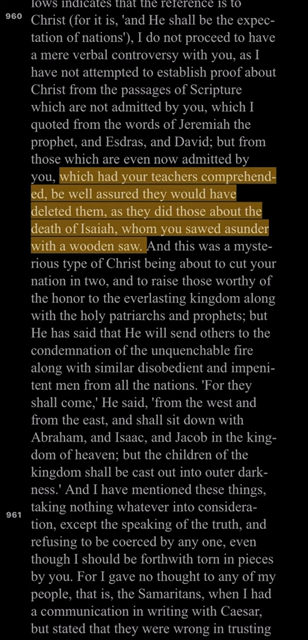 lows indicates that the reference is to
960
Christ (for it is, 'and He shall be the expec-
tation of nations'), I do not proceed to have
a mere verbal controversy with you, as I
have not attempted to establish proof about
Christ from the passages of Scripture
which are not admitted by you, which I
quoted from the words of Jeremiah the
prophet, and Esdras, and David; but from
those which are even now admitted by
you, which had your teachers comprehend-
ed, be well assured they would have
deleted them, as they did those about the
death of Isaiah, whom you sawed asunder
with a wooden saw. And this was a myste-
rious type of Christ being about to cut your
nation in two, and to raise those worthy of
the honor to the everlasting kingdom along
with the holy patriarchs and prophets; but
He has said that He will send others to the
condemnation of the unquenchable fire
along with similar disobedient and impeni-
tent men from all the nations. 'For they
shall come,' He said, 'from the west and
from the east, and shall sit down with
Abraham, and Isaac, and Jacob in the king-
dom of heaven; but the children of the
kingdom shall be cast out into outer dark-
ness.' And I have mentioned these things,
961
taking nothing whatever into considera-
tion, except the speaking of the truth, and
refusing to be coerced by any one, even
though I should be forthwith torn in pieces
by you. For I gave no thought to any of my
people, that is, the Samaritans, when I had
a communication in writing with Caesar,
but stated that they were wrong in trusting